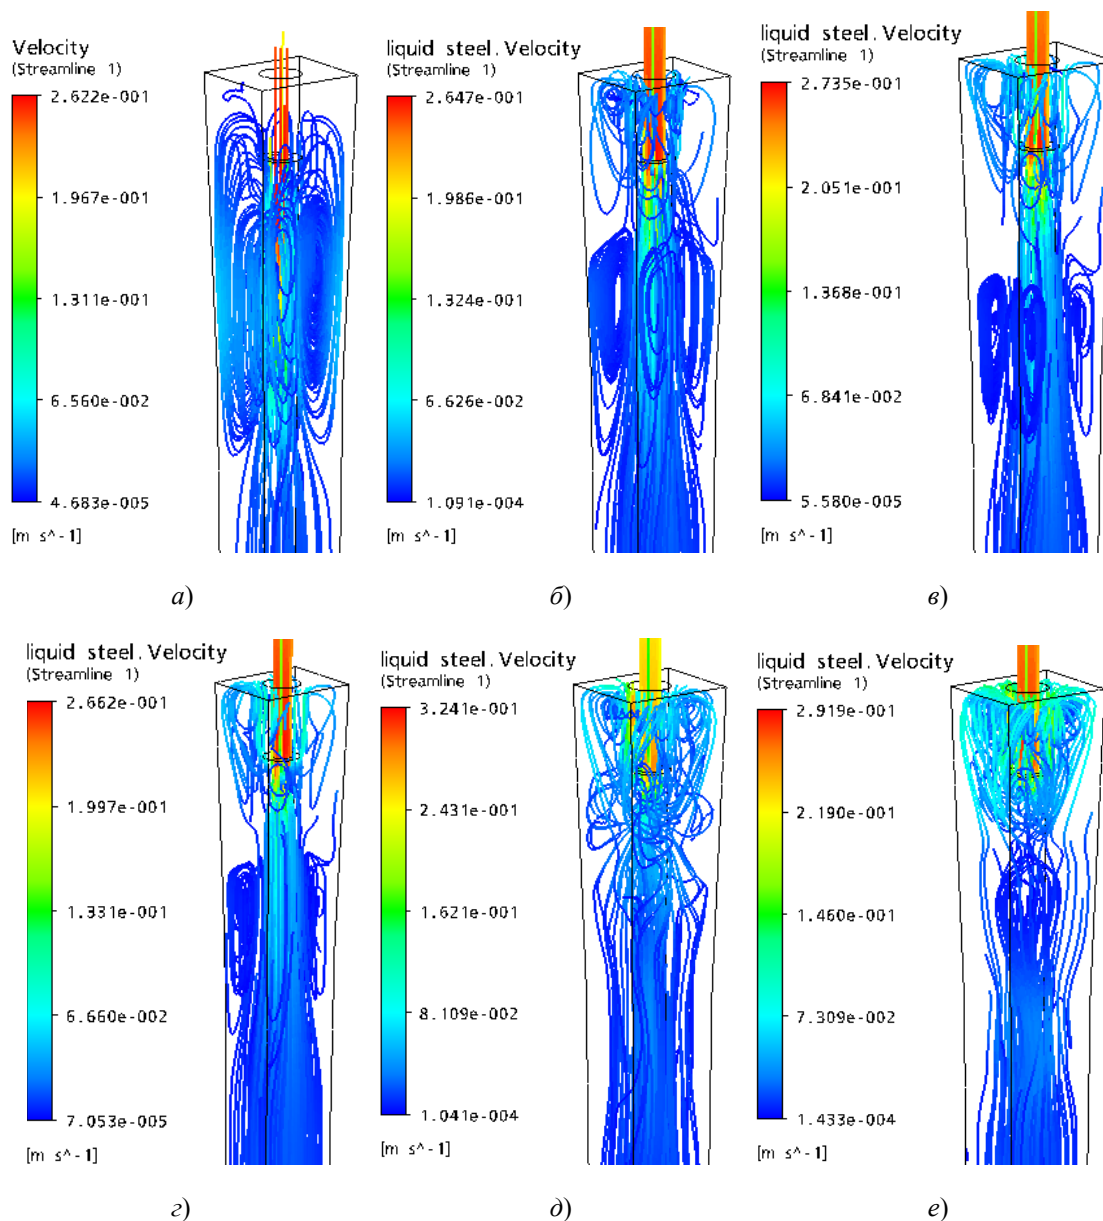 Velocity
(Streamline 1)
2.622e-001
1.967e-001
1.311e-001
6.560e-002
4.683e-005
[m s^-1]
liquid steel.Velocity
(Streamline 1)
2.647e-001
1.986e-001
1.324e-001
6.626e-002
1.091e-004
[m s^-1]
liquid steel.Velocity
(Streamline 1)
2.735e-001
2.051e-001
1.368e-001
6.841e-002
5.580e-005
[m s^-1]
а)
б)
в)
liquid steel.Velocity
(Streamline 1)
2.662e-001
1.997e-001
1.331e-001
6.660e-002
7.053e-005
[m s^-1]
liquid steel.Velocity
(Streamline 1)
3.241e-001
2.431e-001
1.621e-001
8.109e-002
1.041e-004
[m s^-1]
liquid steel.Velocity
(Streamline 1)
2.919e-001
2.190e-001
1.460e-001
7.309e-002
1.433e-004
[m s^-1]
г)
д)
е)